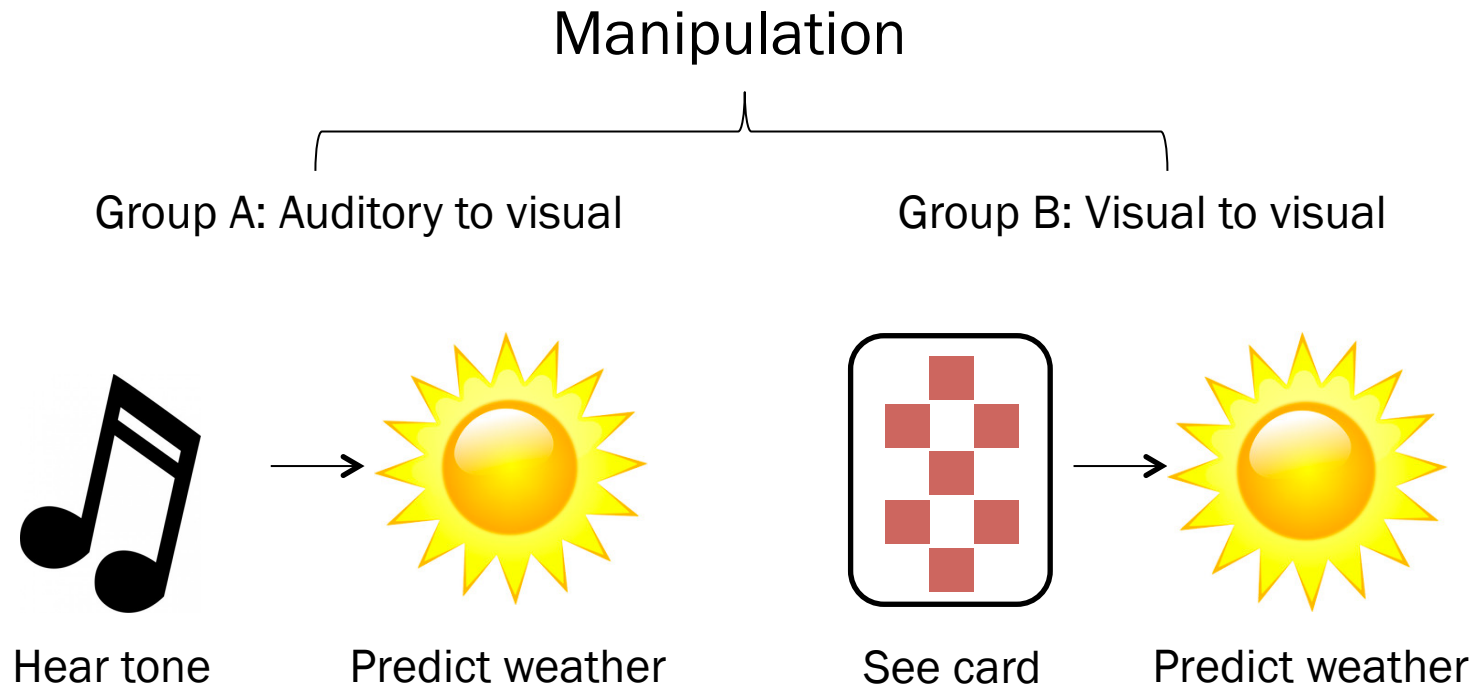 Manipulation
Group A: Auditory to visual
Group B: Visual to visual
Hear tone
Predict weather
See card
Predict weather